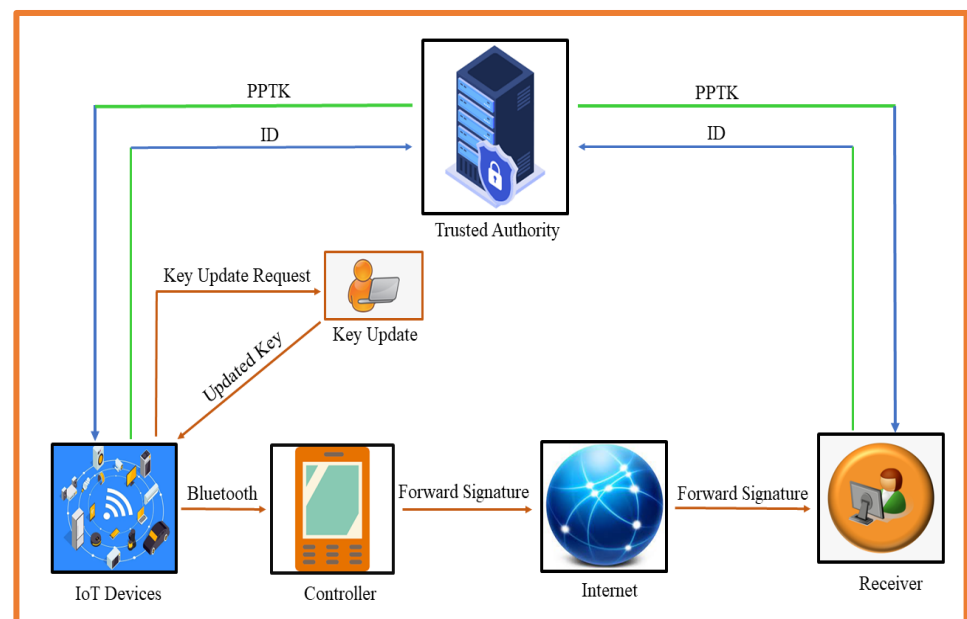 PPTK
PPTK
ID
ID
Trusted Authority
Key Update Request
Key Update
Updated Key
Bluetooth
Forward Signature
Forward Signature
IoT Devices
Controller
Internet
Receiver